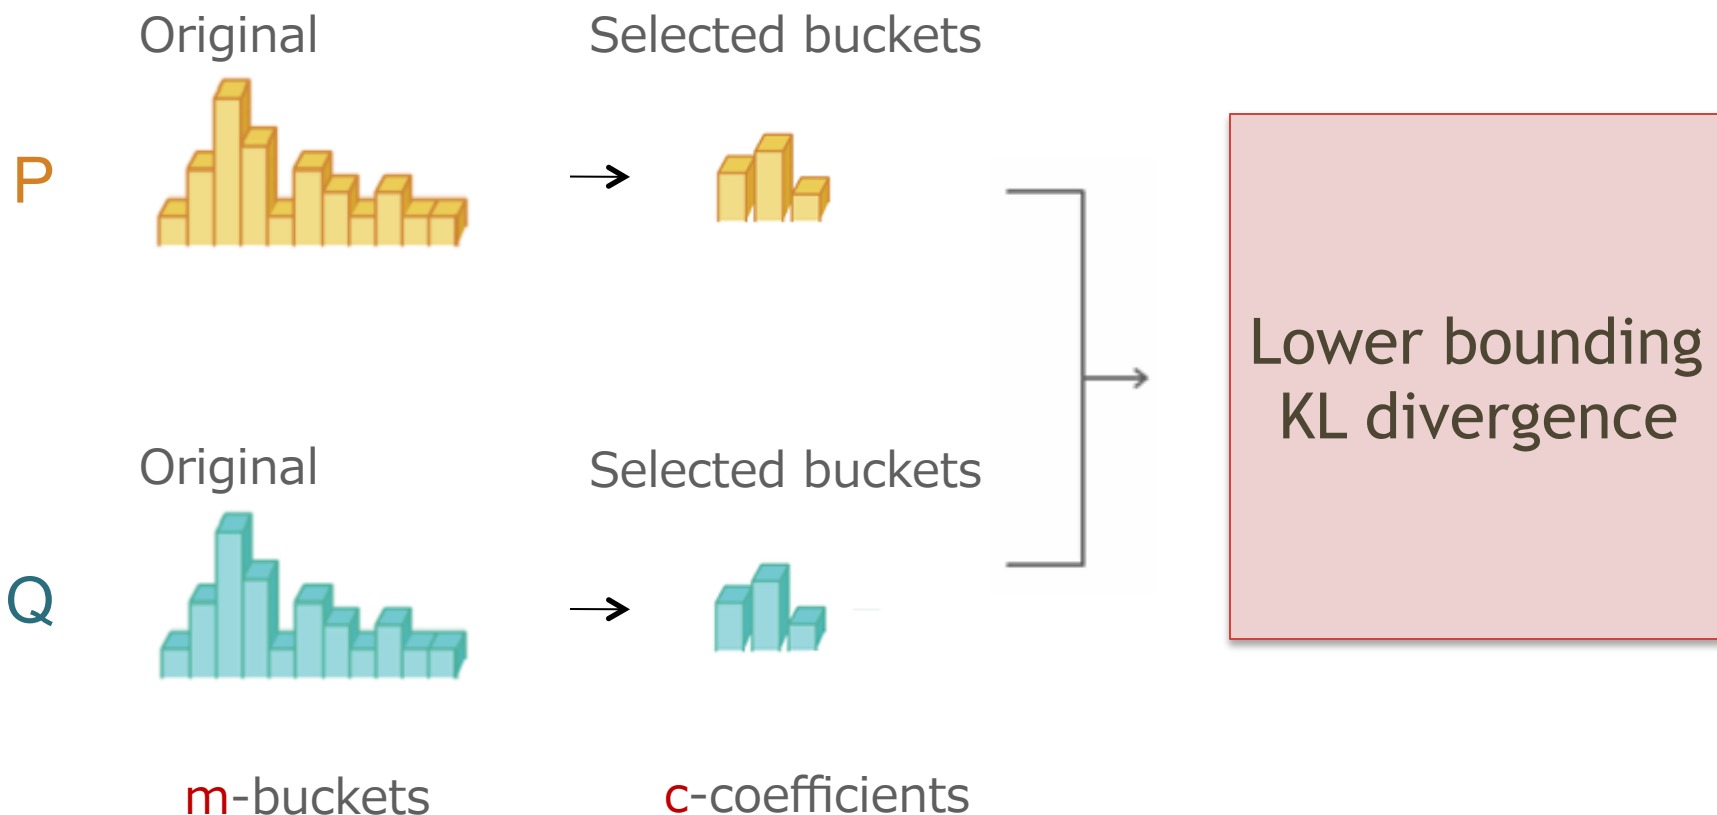 Original
Selected buckets
P
Lower bounding
KL divergence
Original
Selected buckets
Q
m-buckets
c-coefficients